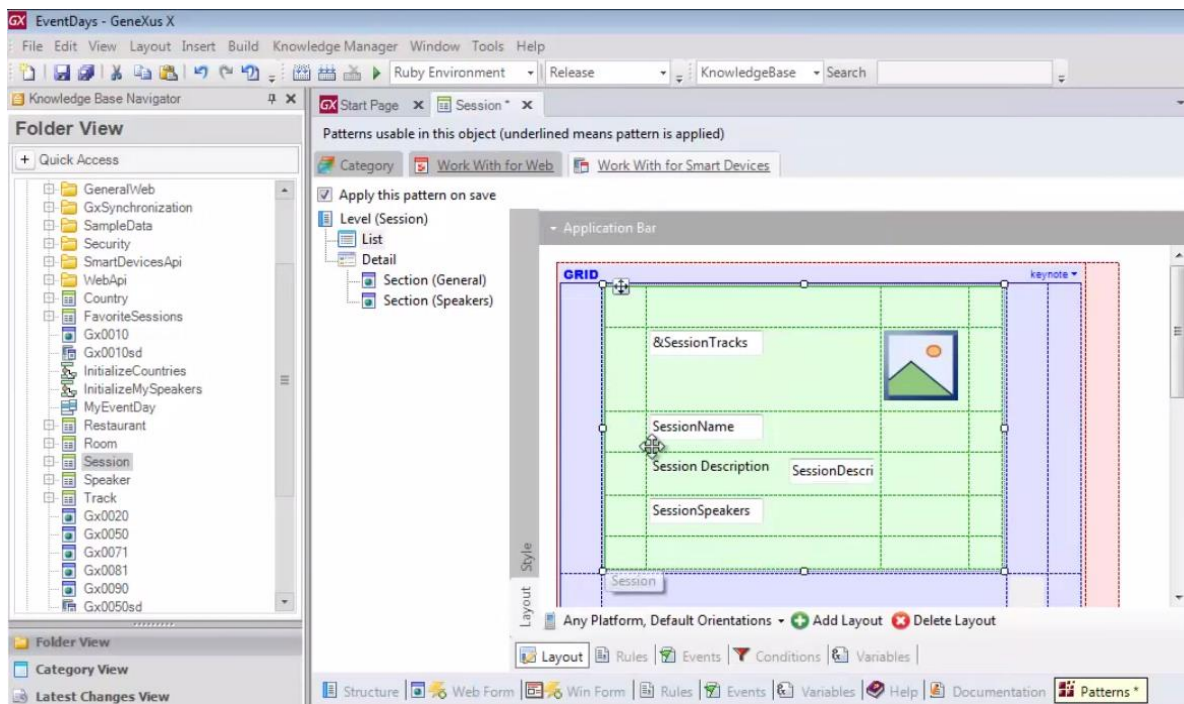 GX EventDays - GeneXus X
File Edit View Layout Insert Build Knowledge Manager Window Tools Help
Ruby Environment Release KnowledgeBase Search
Knowledge Base Navigator
GX Start Page Session *
Folder View
Patterns usable in this object (underlined means pattern is applied)
+ Quick Access
Category Work With for Web Work With for Smart Devices
GeneralWeb
GxSynchronization
SampleData
Security
SmartDevicesApi
WebApi
Country
FavoriteSessions
Gx0010
Gx0010sd
InitializeCountries
InitializeMySpeakers
MyEventDay
Restaurant
Room
Session
Speaker
Track
Gx0020
Gx0050
Gx0071
Gx0081
Gx0090
Gx0050sd
Folder View
Category View
Latest Changes View
Apply this pattern on save
Level (Session)
List
Detail
Section (General)
Section (Speakers)
Application Bar
GRID keynote
&SessionTracks
SessionName
Session Description SessionDescri
SessionSpeakers
Session
Style
Layout
Any Platform, Default Orientations Add Layout Delete Layout
Layout Rules Events Conditions Variables
Structure Web Form Win Form Rules Events Variables Help Documentation Patterns *